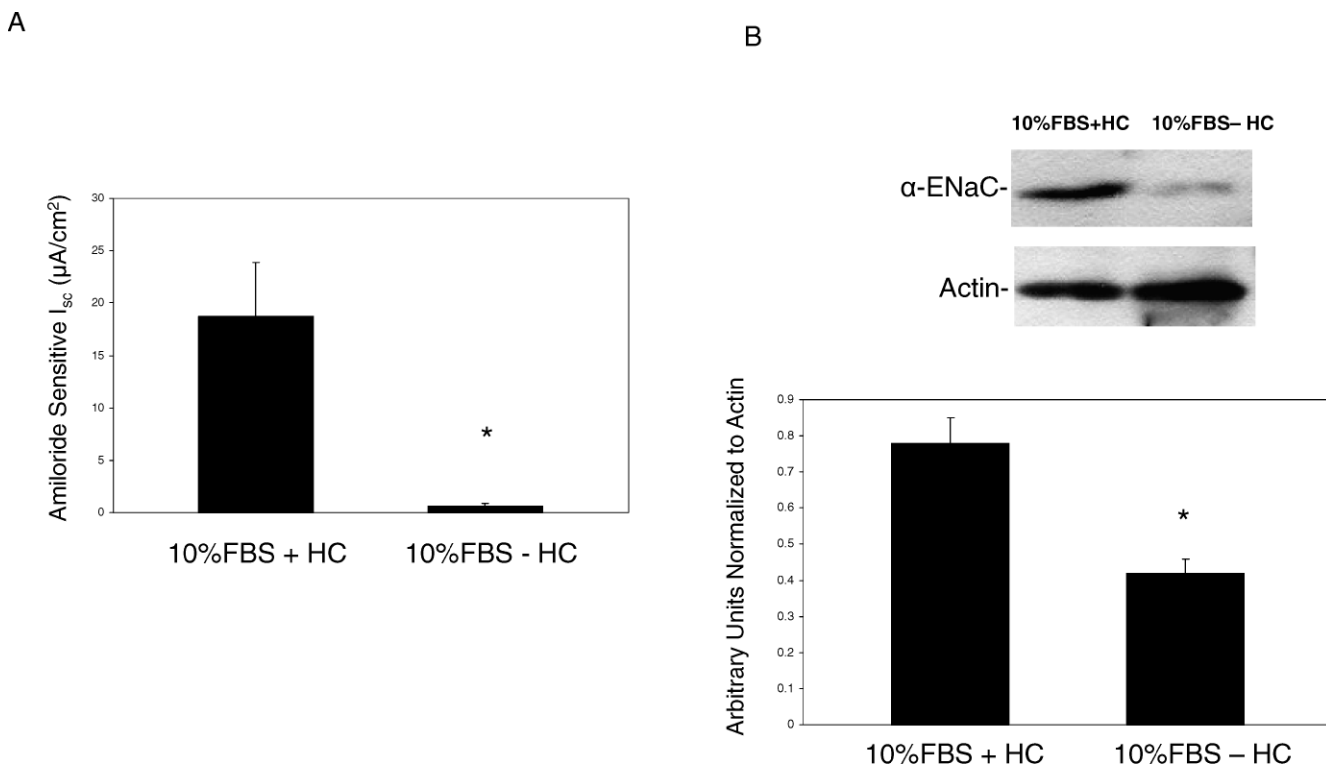 A
Amiloride Sensitive Isc (µA/cm²)
30
25
20
15
10
5
0
*
10%FBS + HC
10%FBS - HC
B
10%FBS+HC
10%FBS– HC
α-ENaC-
Actin-
Arbitrary Units Normalized to Actin
0.9
0.8
0.7
0.6
0.5
0.4
0.3
0.2
0.1
0
*
10%FBS + HC
10%FBS – HC